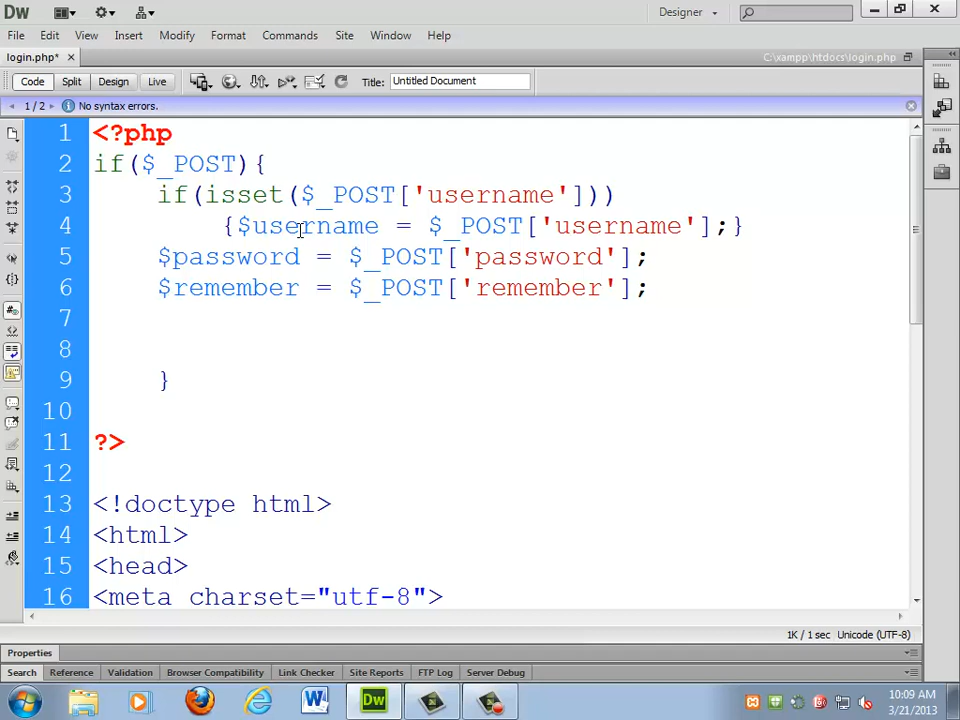 Dw
Designer
File Edit View Insert Modify Format Commands Site Window Help
login.php*
C:\xampp\htdocs\login.php
Code Split Design Live Title: Untitled Document
1/2 No syntax errors.
1 <?php
2 if($_POST){
3 if(isset($_POST['username']))
4 {$username = $_POST['username'];}
5 $password = $_POST['password'];
6 $remember = $_POST['remember'];
7
8
9 }
10
11 ?>
12
13 <!doctype html>
14 <html>
15 <head>
16 <meta charset="utf-8">
1K / 1 sec Unicode (UTF-8)
Properties
Search Reference Validation Browser Compatibility Link Checker Site Reports FTP Log Server Debug
Dw
10:09 AM
3/21/2013